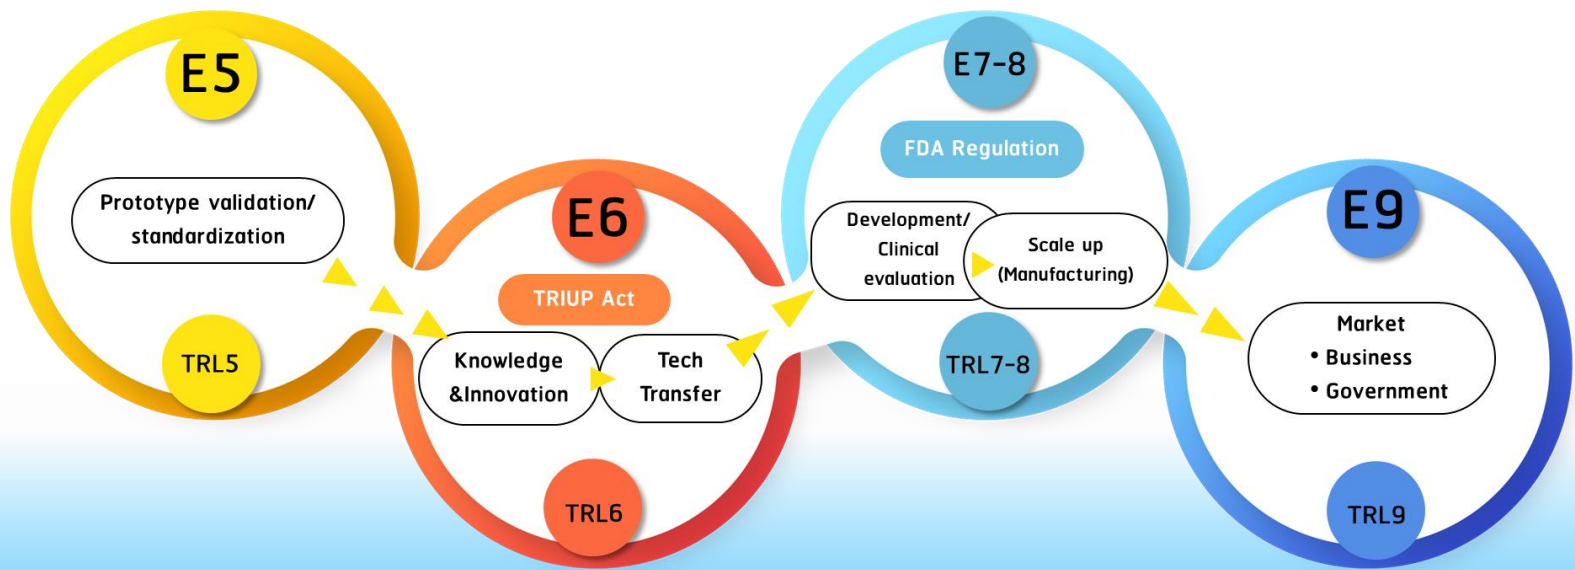 E5
Prototype validation/
standardization
TRL5
E6
TRIUP Act
Knowledge
&Innovation
Tech
Transfer
TRL6
E7-8
FDA Regulation
Development/
Clinical
evaluation
Scale up
(Manufacturing)
TRL7-8
E9
Market
• Business
• Government
TRL9